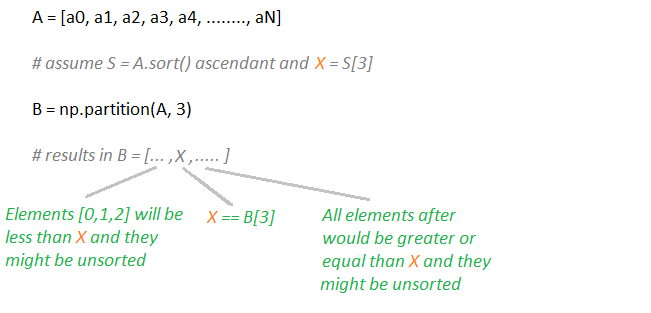 A = [a0, a1, a2, a3, a4, ........, aN]
# assume S = A.sort() ascendant and X = S[3]
B = np.partition(A, 3)
# results in B = [... ,X ,..... ]
Elements [0,1,2] will be
less than X and they
might be unsorted
X == B[3]
All elements after
would be greater or
equal than X and they
might be unsorted